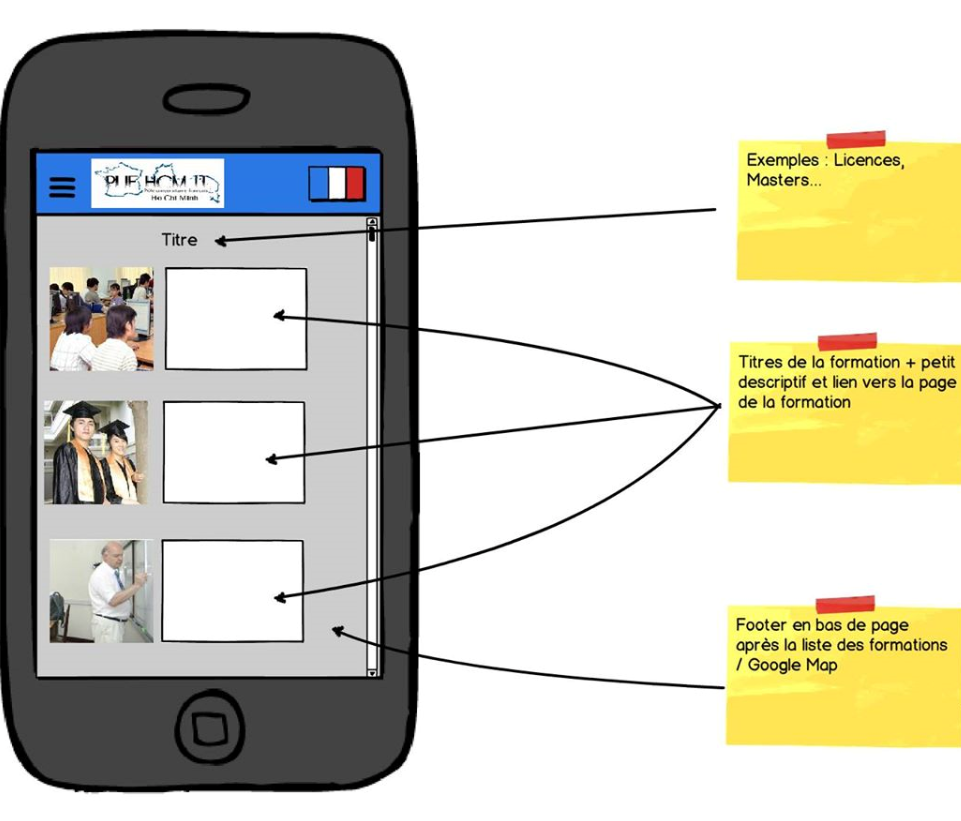 PUF HCM IT
Ho Chi Minh
Titre
Exemples : Licences,
Masters...
Titres de la formation + petit
descriptif et lien vers la page
de la formation
Footer en bas de page
après la liste des formations
/ Google Map